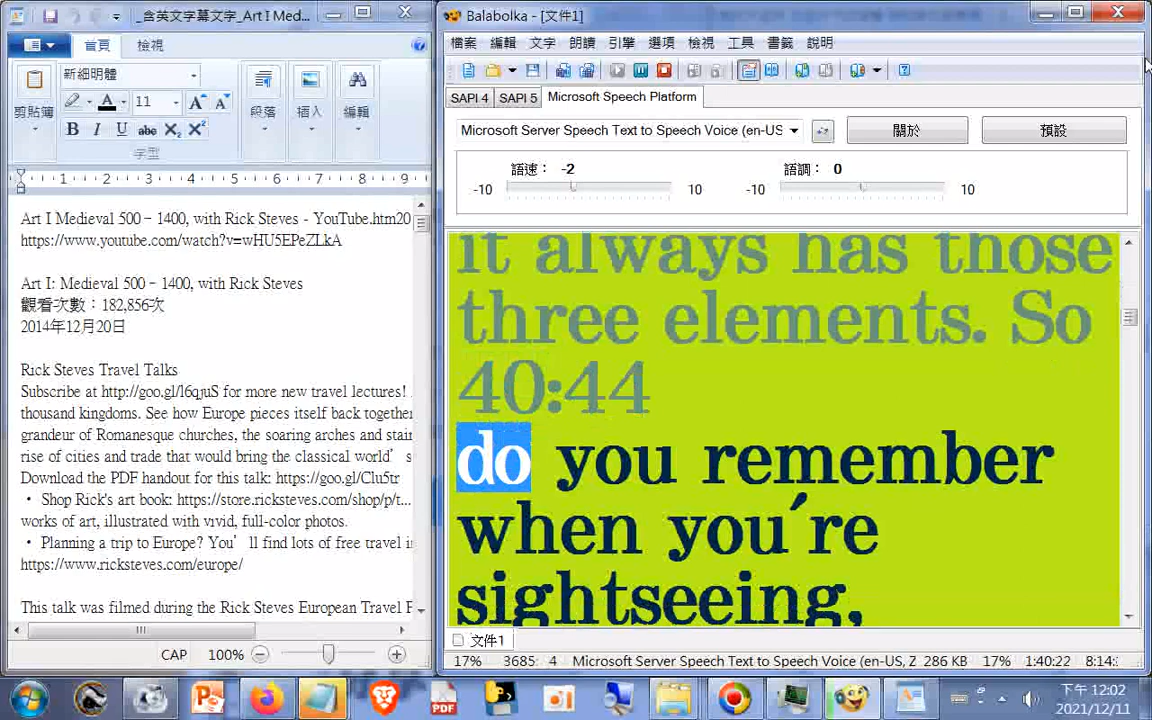 _含英文字幕文字_Art I Med...
首頁
檢視
新細明體
11
剪貼簿
段落
插入
編輯
B I U abc X₂ X²
字型
1 2 3 4 5 6 7 8 9
Art I Medieval 500 – 1400, with Rick Steves - YouTube.htm20
https://www.youtube.com/watch?v=wHU5EPeZLkA
Art I: Medieval 500 – 1400, with Rick Steves
觀看次數：182,856次
2014年12月20日
Rick Steves Travel Talks
Subscribe at http://goo.gl/l6qjuS for more new travel lectures!
thousand kingdoms. See how Europe pieces itself back together
grandeur of Romanesque churches, the soaring arches and stain
rise of cities and trade that would bring the classical world’s
Download the PDF handout for this talk: https://goo.gl/Clu5tr
• Shop Rick's art book: https://store.ricksteves.com/shop/p/t...
works of art, illustrated with vivid, full-color photos.
• Planning a trip to Europe? You’ll find lots of free travel i
https://www.ricksteves.com/europe/
This talk was filmed during the Rick Steves European Travel F
CAP 100%
Balabolka - [文件1]
檔案 編輯 文字 朗讀 引擎 選項 檢視 工具 書籤 說明
SAPI 4 SAPI 5 Microsoft Speech Platform
Microsoft Server Speech Text to Speech Voice (en-US
關於
預設
語速： -2
語調： 0
-10 10 -10 10
it always has those
three elements. So
40:44
do you remember
when you're
sightseeing,
文件1
17% 3685: 4 Microsoft Server Speech Text to Speech Voice (en-US, Z 286 KB 17% 1:40:22 8:14:
下午 12:02
2021/12/11